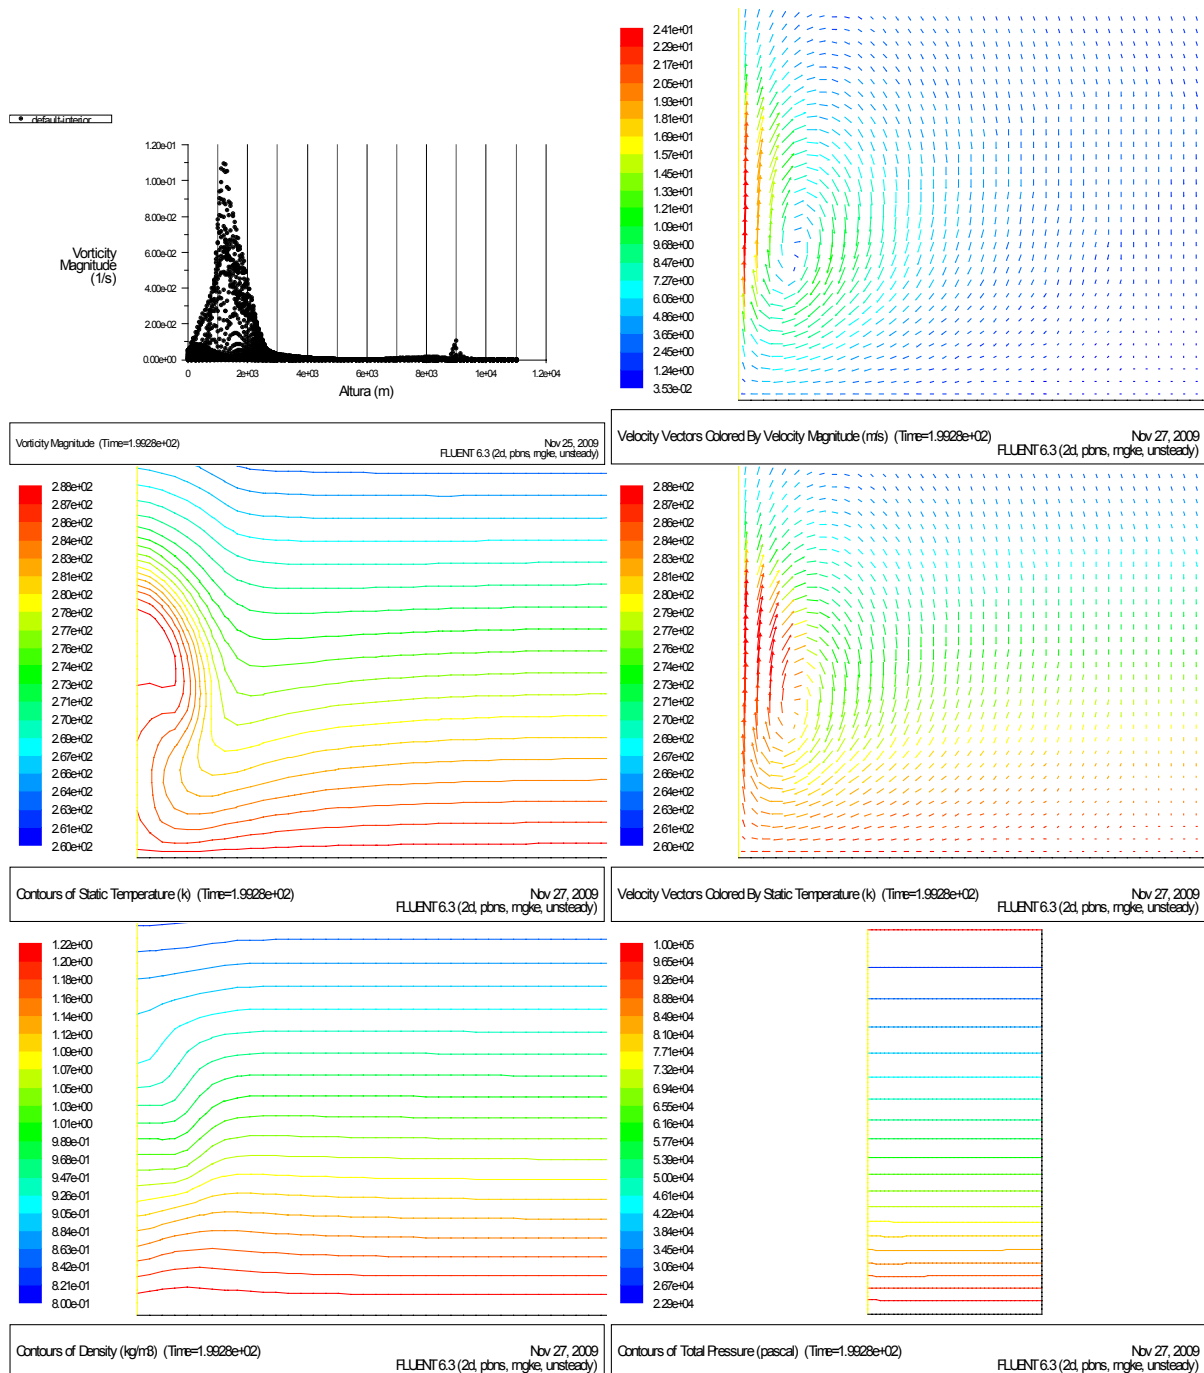 default-interior
1.20e-01
1.00e-01
8.00e-02
6.00e-02
4.00e-02
2.00e-02
0.00e+00
Vorticity
Magnitude
(1/s)
0
2e+03
4e+03
6e+03
8e+03
1e+04
1.2e+04
Altura (m)
Vorticity Magnitude (Time=1.9928e+02)
Nov 25, 2009
FLUENT 6.3 (2d, pbns, rngke, unsteady)
2.41e+01
2.29e+01
2.17e+01
2.05e+01
1.93e+01
1.81e+01
1.69e+01
1.57e+01
1.45e+01
1.33e+01
1.21e+01
1.09e+01
9.68e+00
8.47e+00
7.27e+00
6.06e+00
4.86e+00
3.65e+00
2.45e+00
1.24e+00
3.53e-02
Velocity Vectors Colored By Velocity Magnitude (m/s) (Time=1.9928e+02)
Nov 27, 2009
FLUENT 6.3 (2d, pbns, rngke, unsteady)
2.88e+02
2.87e+02
2.86e+02
2.84e+02
2.83e+02
2.81e+02
2.80e+02
2.78e+02
2.77e+02
2.76e+02
2.74e+02
2.73e+02
2.71e+02
2.70e+02
2.69e+02
2.67e+02
2.66e+02
2.64e+02
2.63e+02
2.61e+02
2.60e+02
Contours of Static Temperature (k) (Time=1.9928e+02)
Nov 27, 2009
FLUENT 6.3 (2d, pbns, rngke, unsteady)
2.88e+02
2.87e+02
2.86e+02
2.84e+02
2.83e+02
2.81e+02
2.80e+02
2.79e+02
2.77e+02
2.76e+02
2.74e+02
2.73e+02
2.71e+02
2.70e+02
2.69e+02
2.67e+02
2.66e+02
2.64e+02
2.63e+02
2.61e+02
2.60e+02
Velocity Vectors Colored By Static Temperature (k) (Time=1.9928e+02)
Nov 27, 2009
FLUENT 6.3 (2d, pbns, rngke, unsteady)
1.22e+00
1.20e+00
1.18e+00
1.16e+00
1.14e+00
1.12e+00
1.09e+00
1.07e+00
1.05e+00
1.03e+00
1.01e+00
9.89e-01
9.68e-01
9.47e-01
9.26e-01
9.05e-01
8.84e-01
8.63e-01
8.42e-01
8.21e-01
8.00e-01
Contours of Density (kg/m3) (Time=1.9928e+02)
Nov 27, 2009
FLUENT 6.3 (2d, pbns, rngke, unsteady)
1.00e+05
9.65e+04
9.26e+04
8.88e+04
8.49e+04
8.10e+04
7.71e+04
7.32e+04
6.94e+04
6.55e+04
6.16e+04
5.77e+04
5.39e+04
5.00e+04
4.61e+04
4.22e+04
3.84e+04
3.45e+04
3.06e+04
2.67e+04
2.29e+04
Contours of Total Pressure (pascal) (Time=1.9928e+02)
Nov 27, 2009
FLUENT 6.3 (2d, pbns, rngke, unsteady)